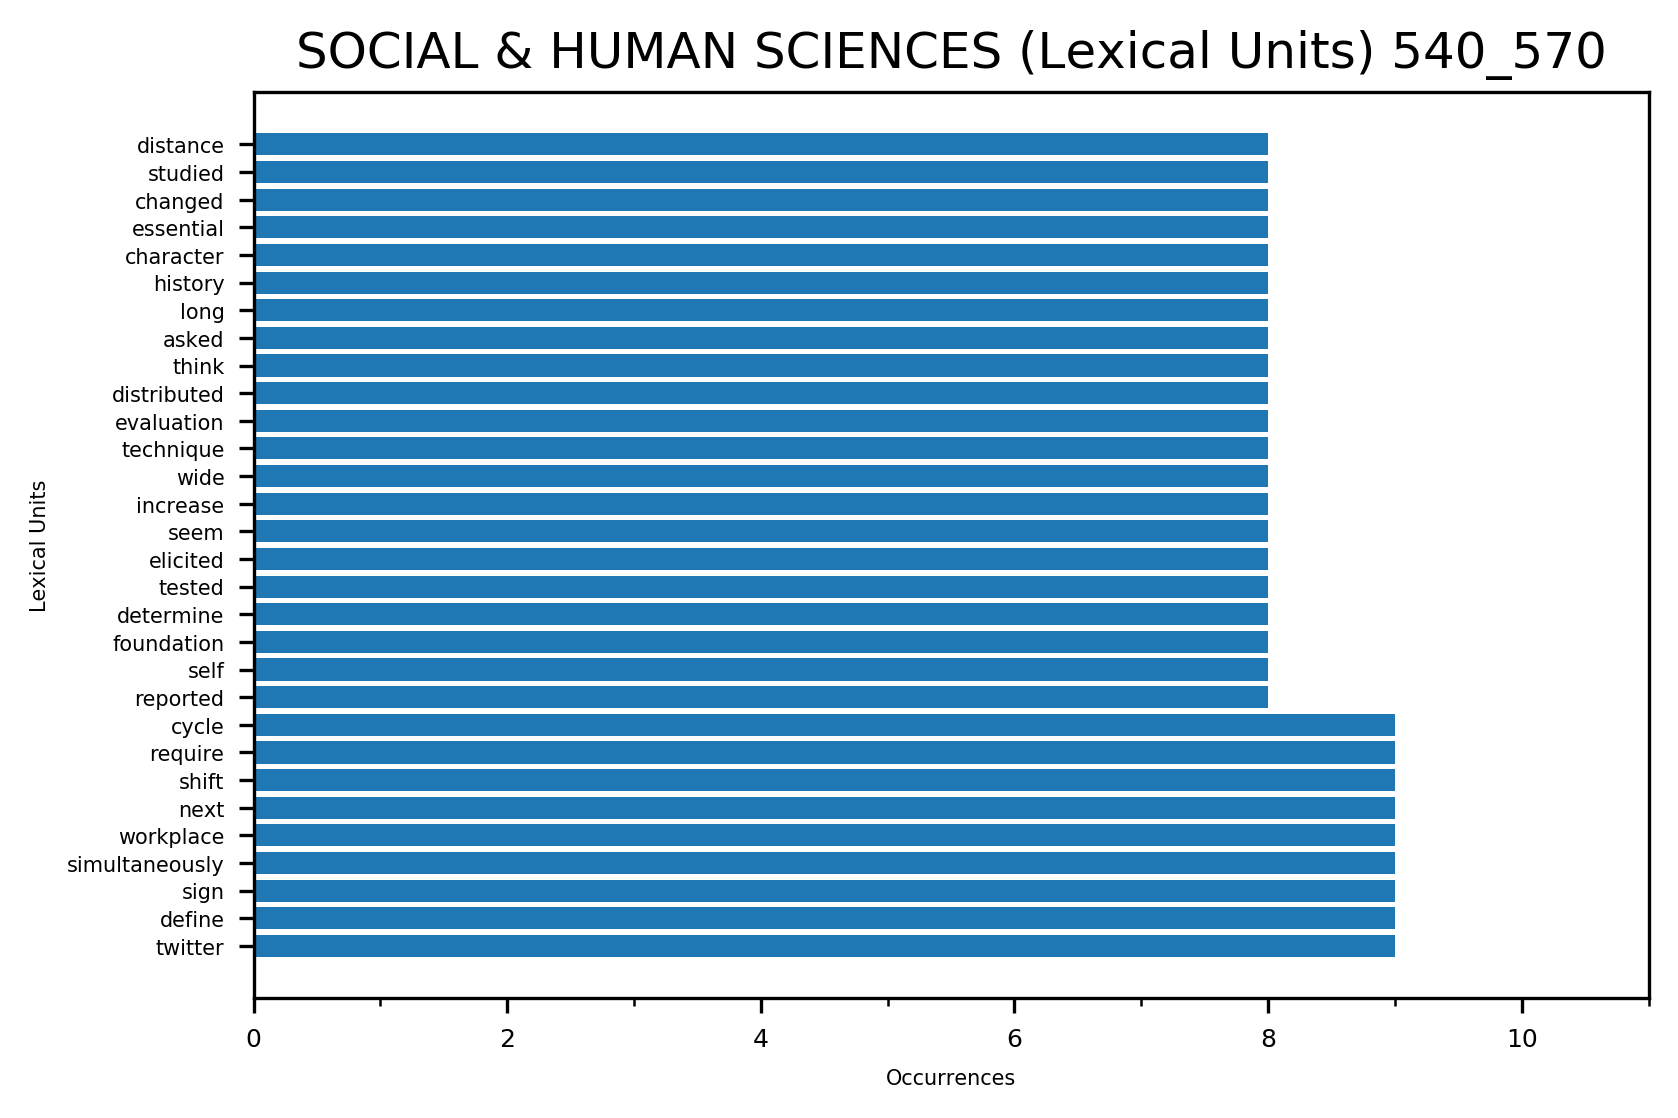 SOCIAL & HUMAN SCIENCES (Lexical Units) 540_570
Lexical Units
distance
studied
changed
essential
character
history
long
asked
think
distributed
evaluation
technique
wide
increase
seem
elicited
tested
determine
foundation
self
reported
cycle
require
shift
next
workplace
simultaneously
sign
define
twitter
0 2 4 6 8 10
Occurrences